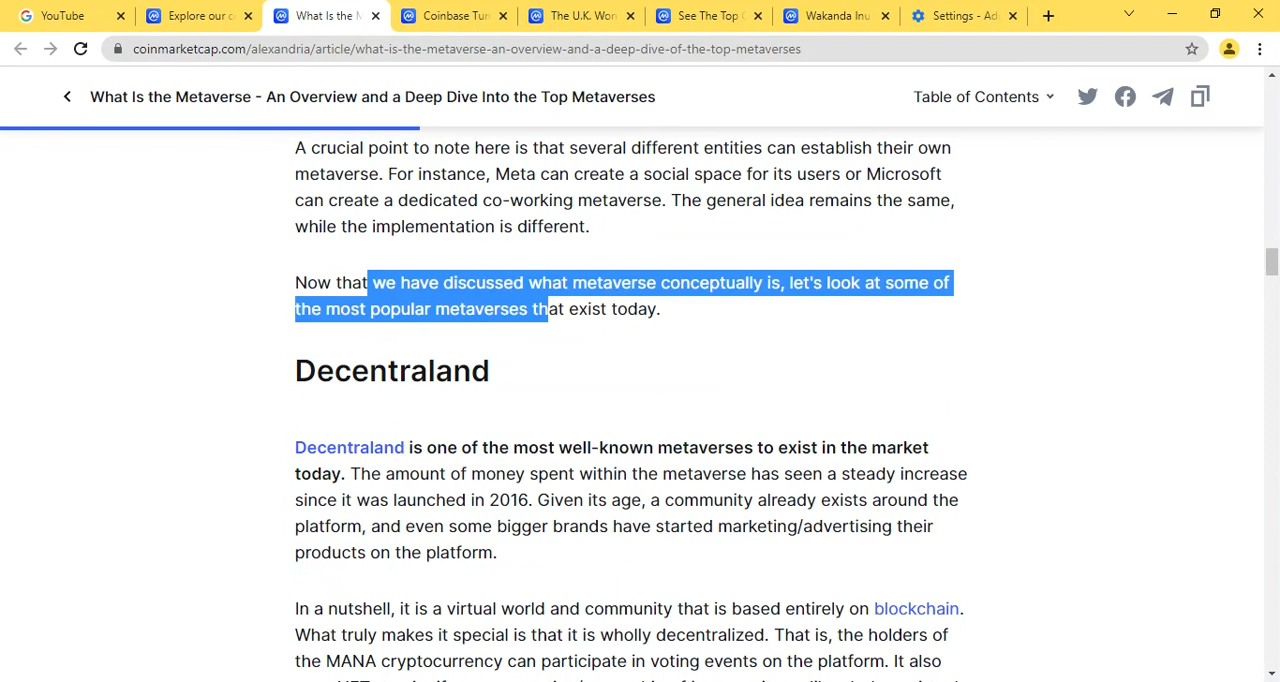 YouTube
Explore our c
What Is the M
Coinbase Tur
The U.K. Won
See The Top C
Wakanda Inu
Settings - Ad
coinmarketcap.com/alexandria/article/what-is-the-metaverse-an-overview-and-a-deep-dive-of-the-top-metaverses
What Is the Metaverse - An Overview and a Deep Dive Into the Top Metaverses
Table of Contents
A crucial point to note here is that several different entities can establish their own
metaverse. For instance, Meta can create a social space for its users or Microsoft
can create a dedicated co-working metaverse. The general idea remains the same,
while the implementation is different.
Now that we have discussed what metaverse conceptually is, let's look at some of
the most popular metaverses that exist today.
Decentraland
Decentraland is one of the most well-known metaverses to exist in the market
today. The amount of money spent within the metaverse has seen a steady increase
since it was launched in 2016. Given its age, a community already exists around the
platform, and even some bigger brands have started marketing/advertising their
products on the platform.
In a nutshell, it is a virtual world and community that is based entirely on blockchain.
What truly makes it special is that it is wholly decentralized. That is, the holders of
the MANA cryptocurrency can participate in voting events on the platform. It also